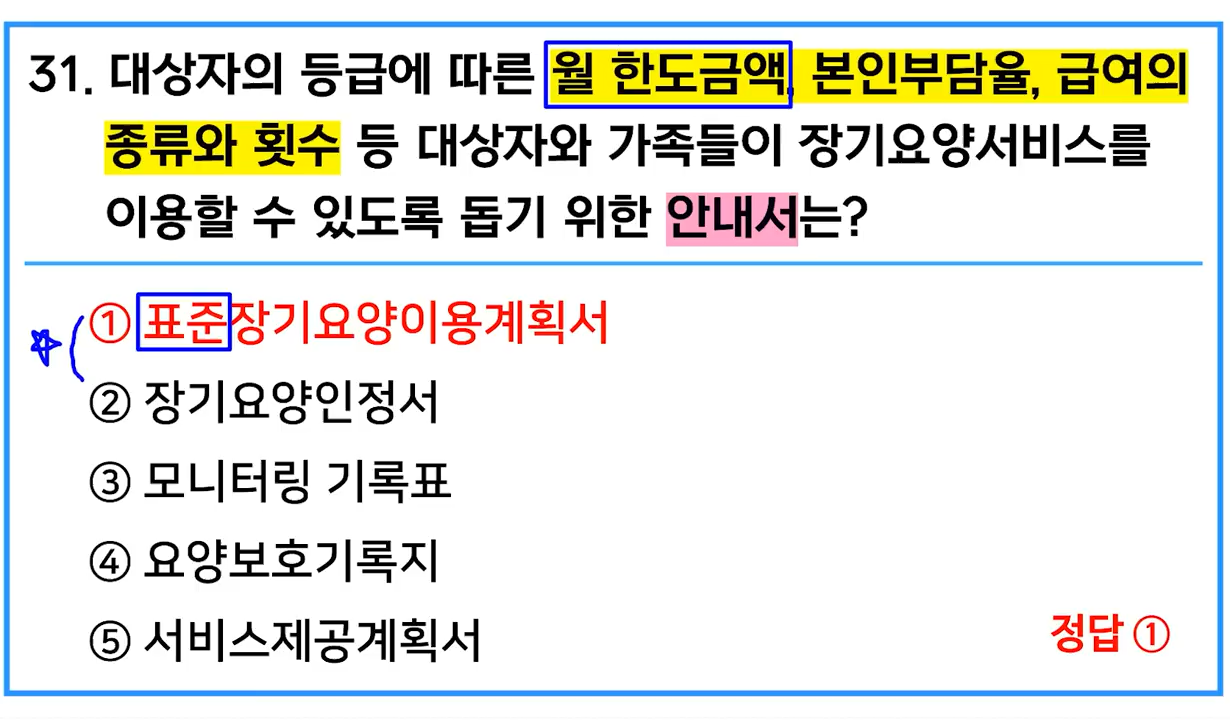 31. 대상자의 등급에 따른 월 한도금액, 본인부담율, 급여의
종류와 횟수 등 대상자와 가족들이 장기요양서비스를
이용할 수 있도록 돕기 위한 안내서는?
① 표준장기요양이용계획서
② 장기요양인정서
③ 모니터링 기록표
④ 요양보호기록지
⑤ 서비스제공계획서
정답 ①